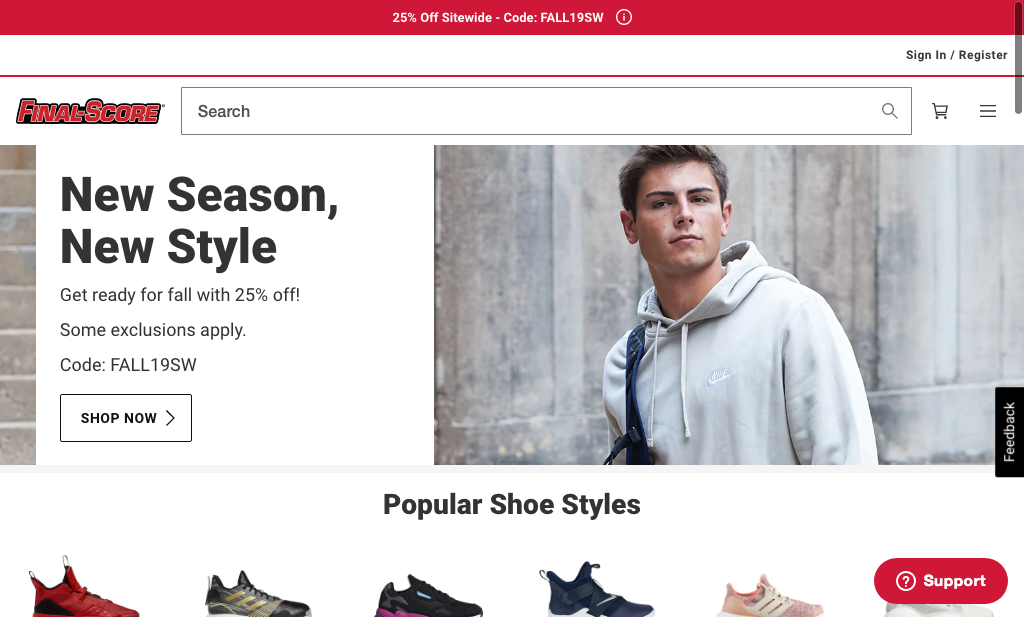 25% Off Sitewide - Code: FALL19SW
Sign In / Register
FINAL-SCORE
Search
New Season,
New Style
Get ready for fall with 25% off!
Some exclusions apply.
Code: FALL19SW
SHOP NOW
Feedback
Popular Shoe Styles
Support